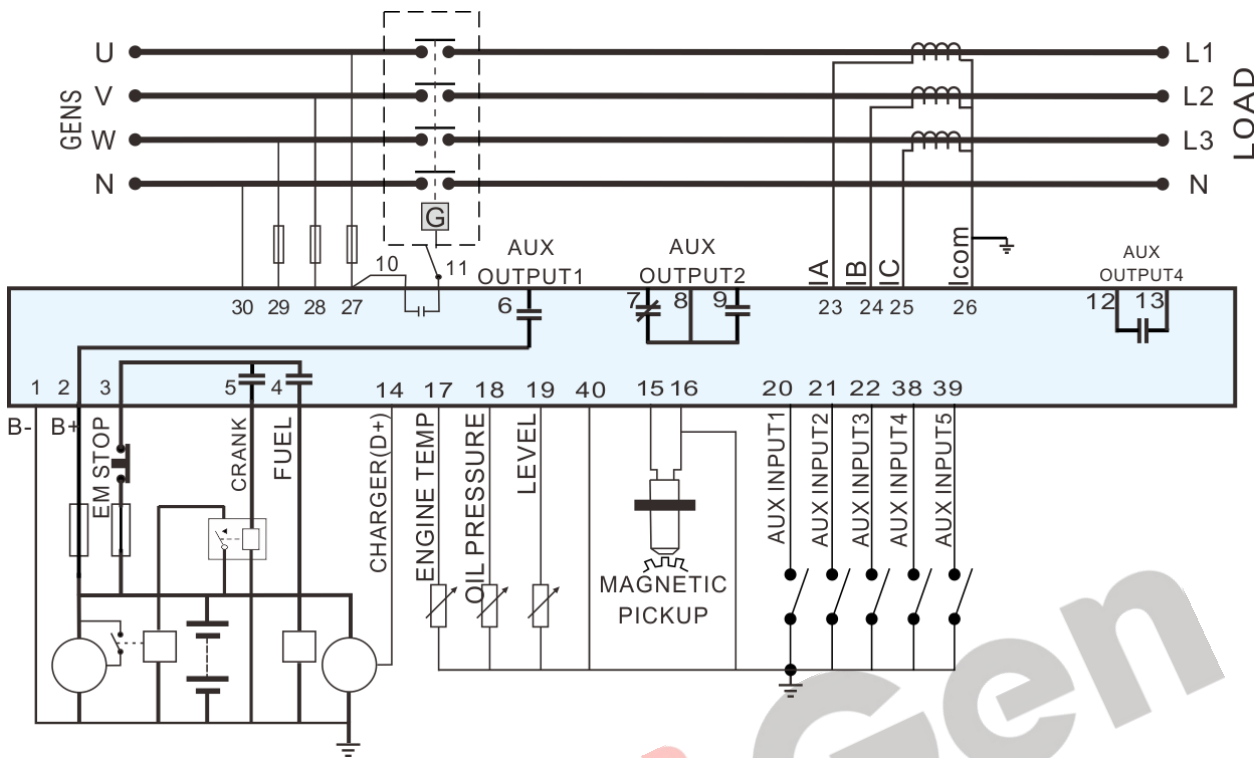 U
V
W
N
GENS
L1
L2
L3
N
LOAD
G
10
11
AUX
OUTPUT1
AUX
OUTPUT2
IA
IB
IC
Icom
AUX
OUTPUT4
30
29
28
27
6
7
8
9
23
24
25
26
12
13
1
2
3
5
4
14
17
18
19
40
15
16
20
21
22
38
39
B-
B+
EM STOP
CRANK
FUEL
CHARGER(D+)
ENGINE TEMP
OIL PRESSURE
LEVEL
MAGNETIC
PICKUP
AUX INPUT1
AUX INPUT2
AUX INPUT3
AUX INPUT4
AUX INPUT5
Gen